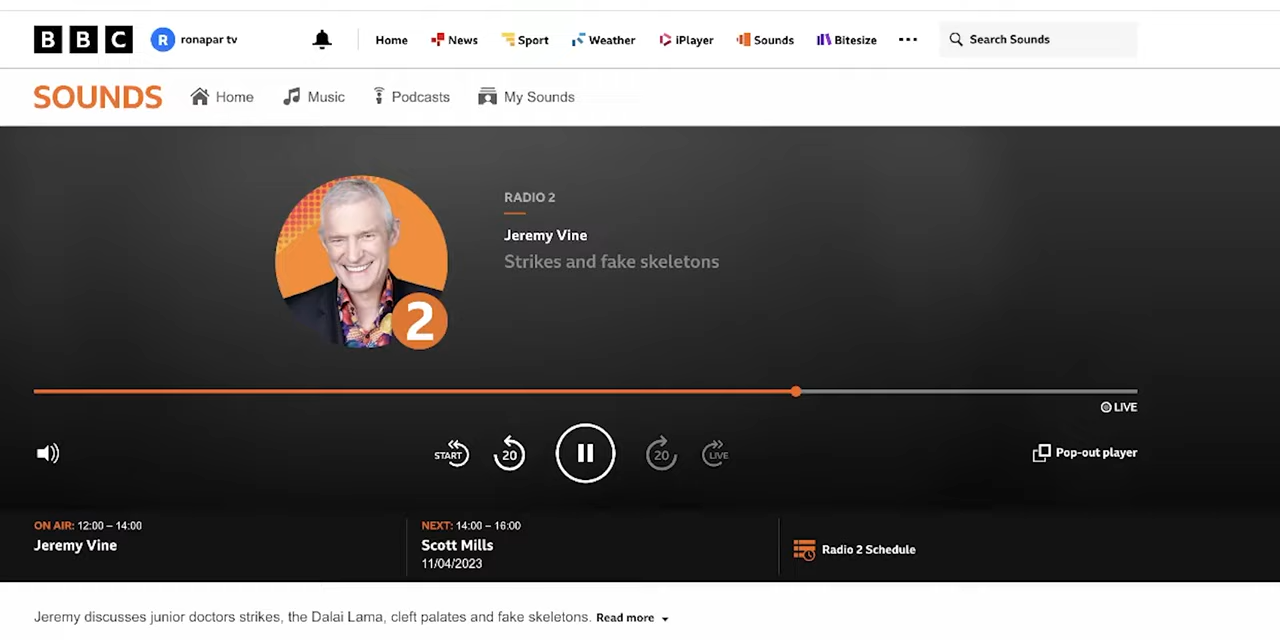 BBC R ronapar tv Home News Sport Weather iPlayer Sounds Bitesize Search Sounds
SOUNDS Home Music Podcasts My Sounds
RADIO 2
Jeremy Vine
Strikes and fake skeletons
2
LIVE
START 20 20 LIVE Pop-out player
ON AIR: 12:00 – 14:00
Jeremy Vine
NEXT: 14:00 – 16:00
Scott Mills
11/04/2023
Radio 2 Schedule
Jeremy discusses junior doctors strikes, the Dalai Lama, cleft palates and fake skeletons. Read more